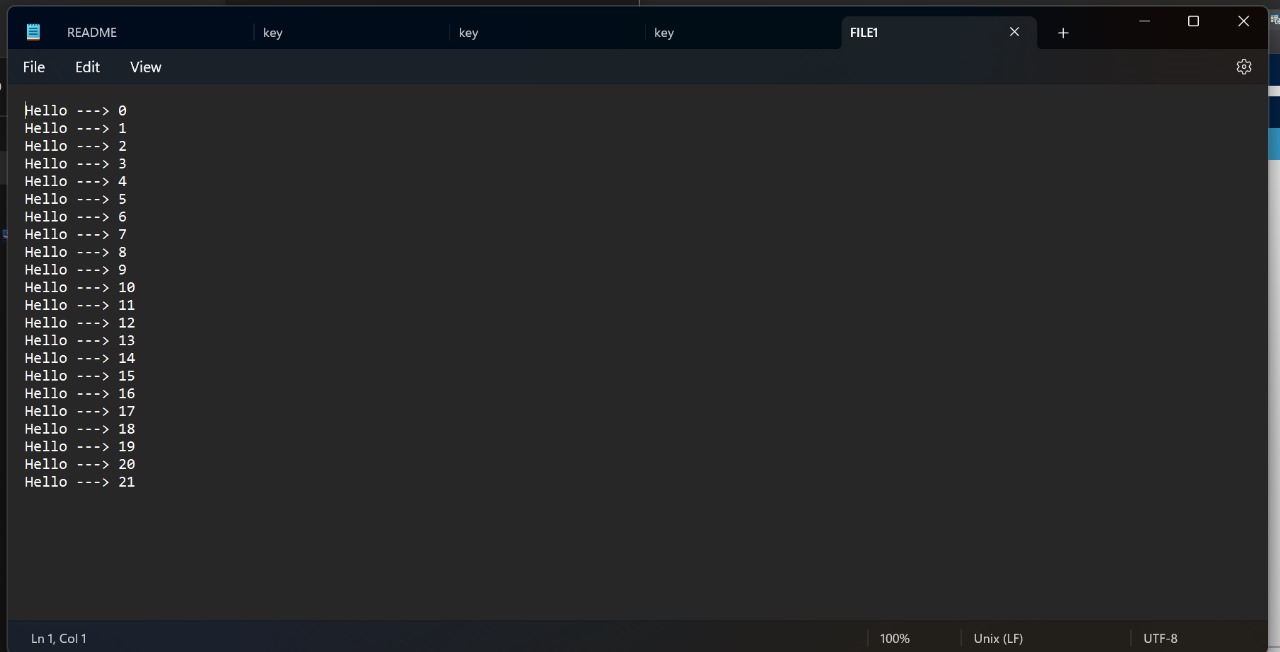 README key key key FILE1
File Edit View
Hello ---> 0
Hello ---> 1
Hello ---> 2
Hello ---> 3
Hello ---> 4
Hello ---> 5
Hello ---> 6
Hello ---> 7
Hello ---> 8
Hello ---> 9
Hello ---> 10
Hello ---> 11
Hello ---> 12
Hello ---> 13
Hello ---> 14
Hello ---> 15
Hello ---> 16
Hello ---> 17
Hello ---> 18
Hello ---> 19
Hello ---> 20
Hello ---> 21
Ln 1, Col 1 100% Unix (LF) UTF-8